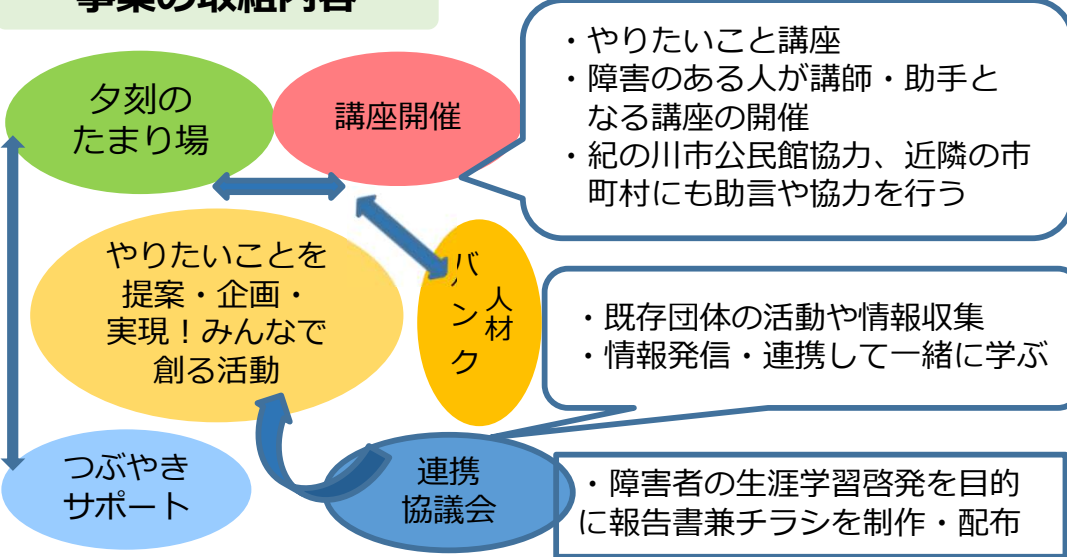 事業の取組内容
夕刻の
たまり場
講座開催
・やりたいこと講座
・障害のある人が講師・助手と
なる講座の開催
・紀の川市公民館協力、近隣の市
町村にも助言や協力を行う
やりたいことを
提案・企画・
実現！みんなで
創る活動
人材
バンク
・既存団体の活動や情報収集
・情報発信・連携して一緒に学ぶ
つぶやき
サポート
連携
協議会
・障害者の生涯学習啓発を目的
に報告書兼チラシを制作・配布